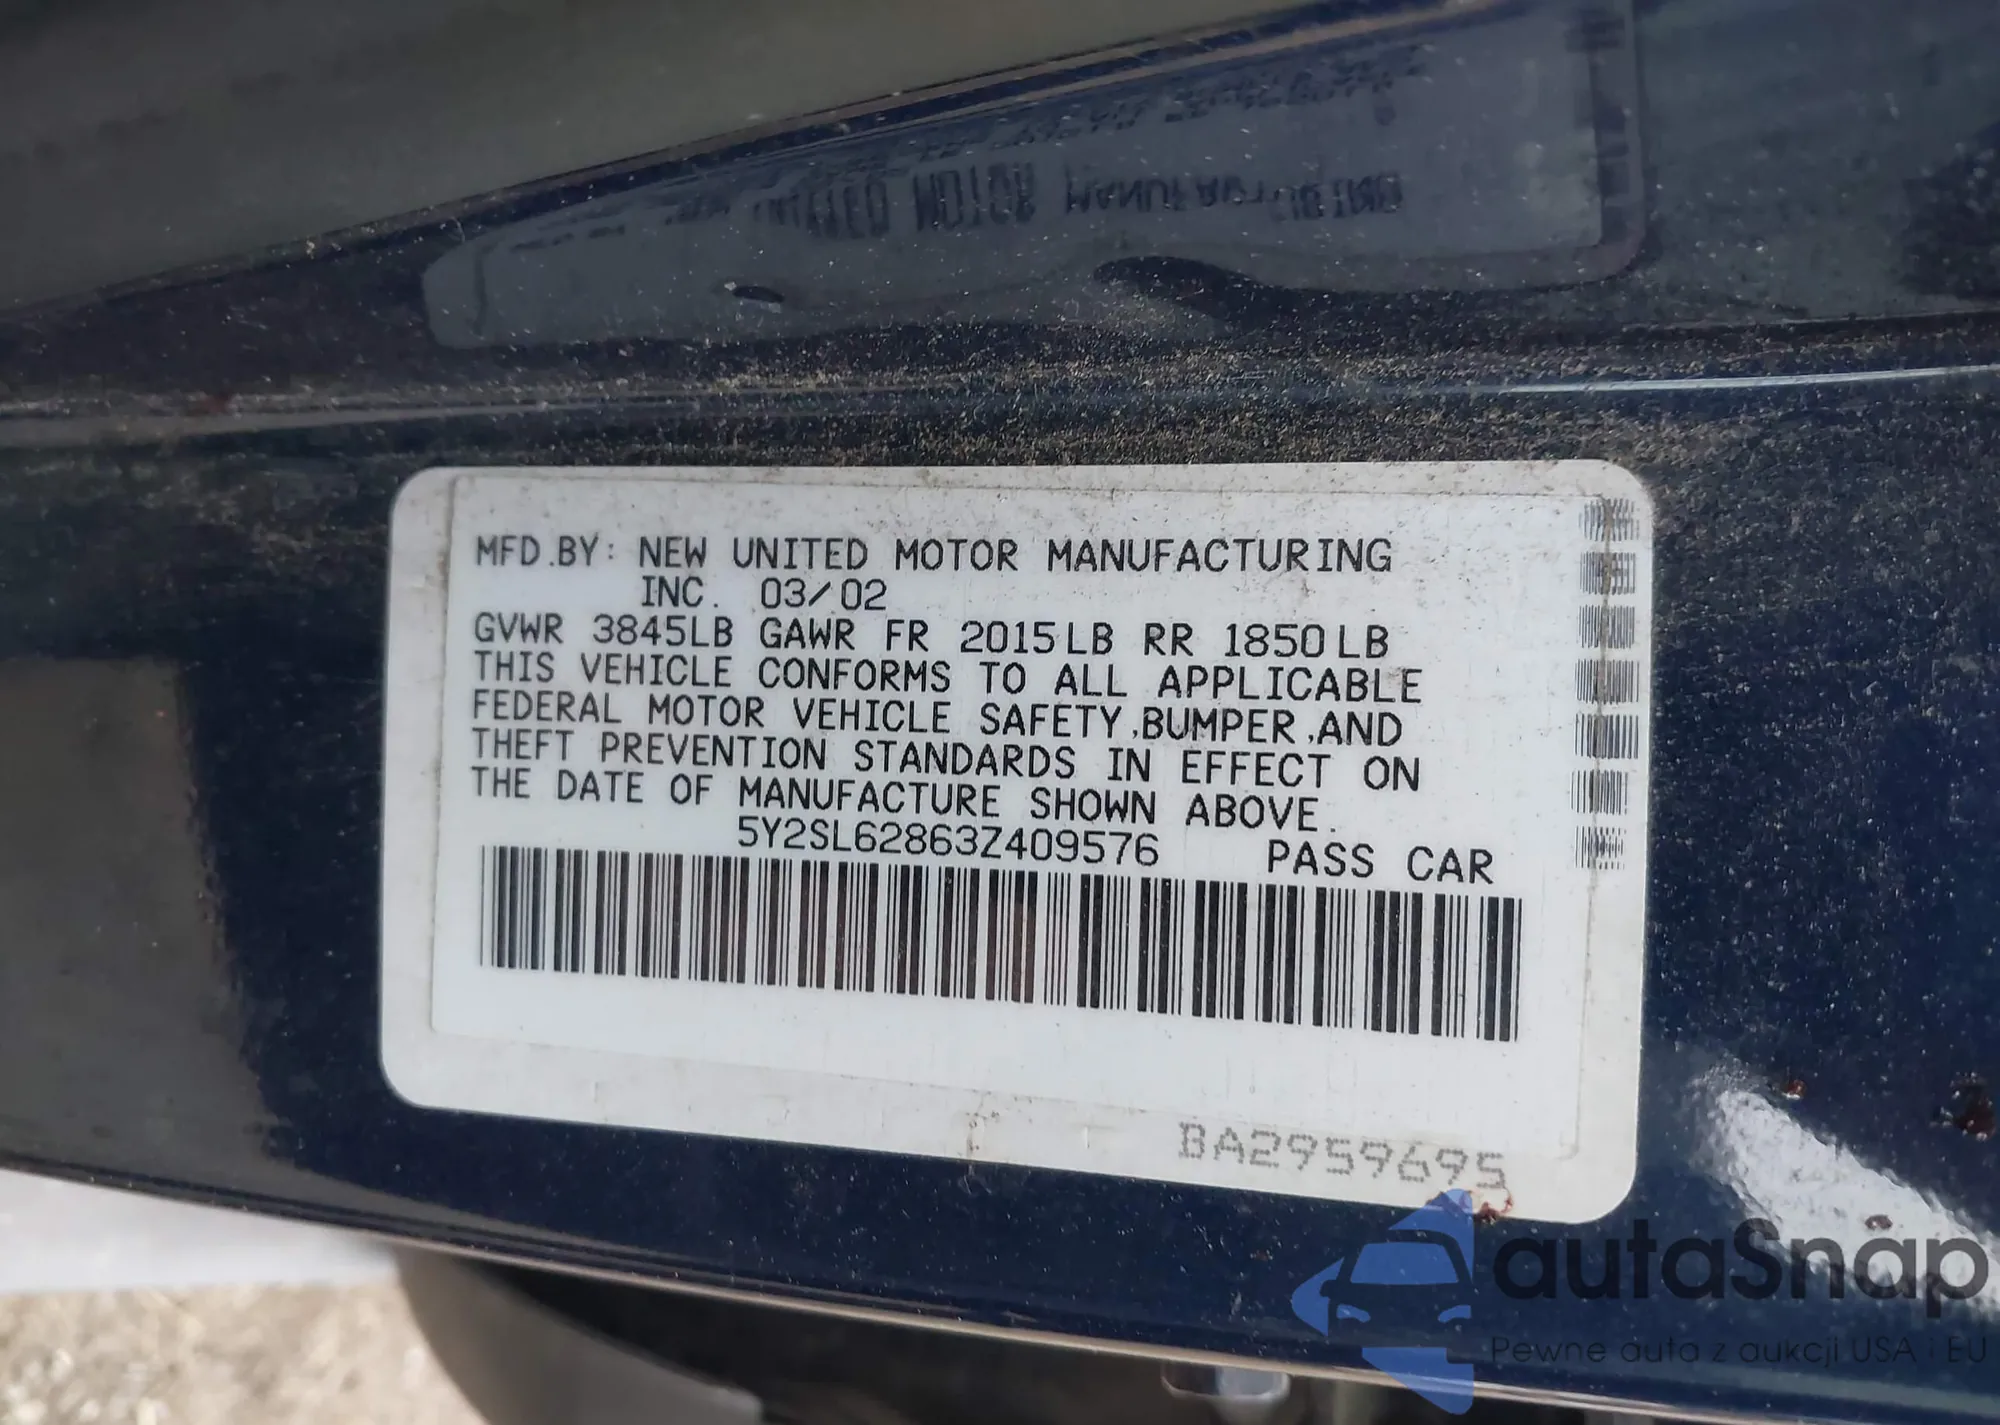 MFD.BY: NEW UNITED MOTOR MANUFACTURING
INC. 03/02
GVWR 3845LB GAWR FR 2015LB RR 1850LB
THIS VEHICLE CONFORMS TO ALL APPLICABLE
FEDERAL MOTOR VEHICLE SAFETY,BUMPER,AND
THEFT PREVENTION STANDARDS IN EFFECT ON
THE DATE OF MANUFACTURE SHOWN ABOVE.
5Y2SL62863Z409576 PASS CAR
BA2959695
autaSnap
Pewne auta z aukcji USA i EU